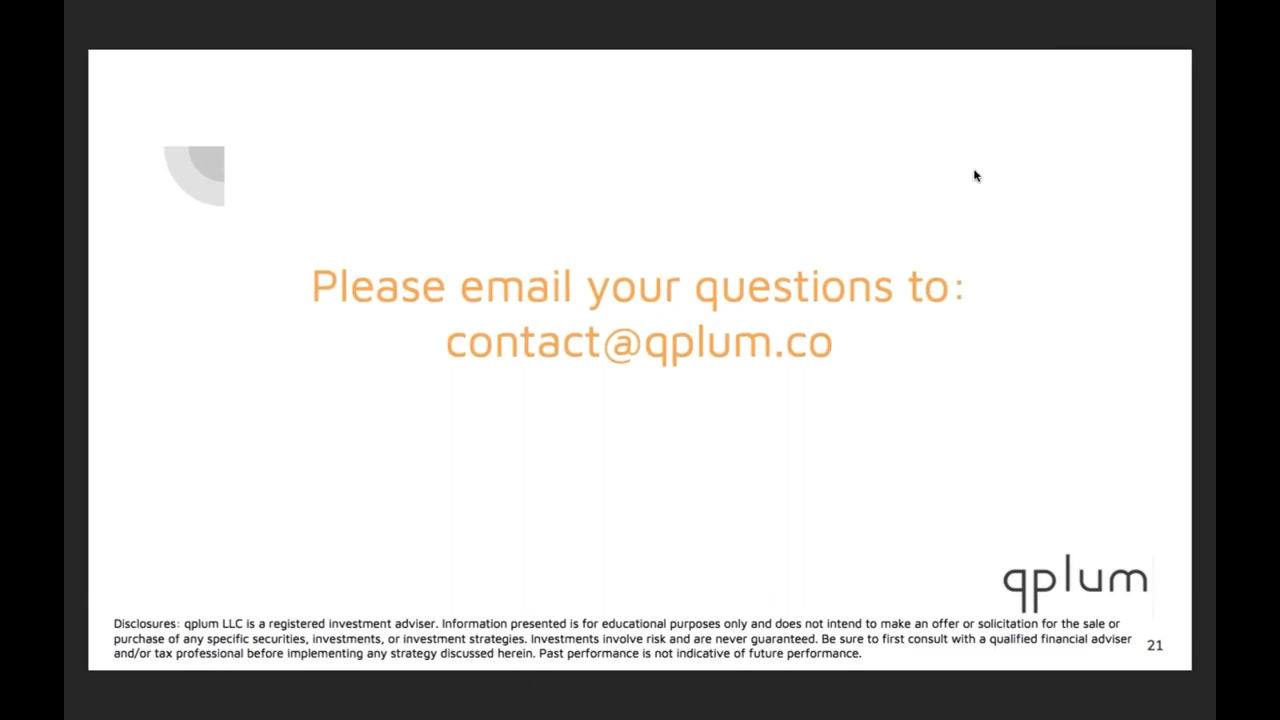 Please email your questions to:
contact@qplum.co
qplum
Disclosures: qplum LLC is a registered investment adviser. Information presented is for educational purposes only and does not intend to make an offer or solicitation for the sale or
purchase of any specific securities, investments, or investment strategies. Investments involve risk and are never guaranteed. Be sure to first consult with a qualified financial adviser
and/or tax professional before implementing any strategy discussed herein. Past performance is not indicative of future performance.
21